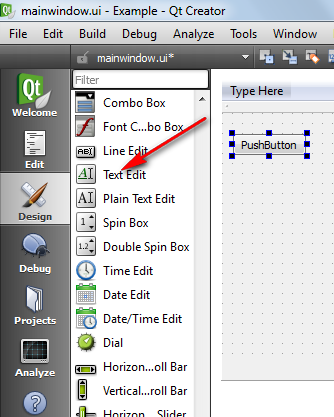 mainwindow.ui - Example - Qt Creator
File Edit Build Debug Analyze Tools Window
mainwindow.ui*
Filter
Qt
Welcome
Edit
Design
Debug
Projects
Analyze
?
Combo Box
Font C...bo Box
Line Edit
Text Edit
Plain Text Edit
Spin Box
Double Spin Box
Time Edit
Date Edit
Date/Time Edit
Dial
Horizon...oll Bar
Vertical...roll Bar
Horizon... Slider
Type Here
PushButton